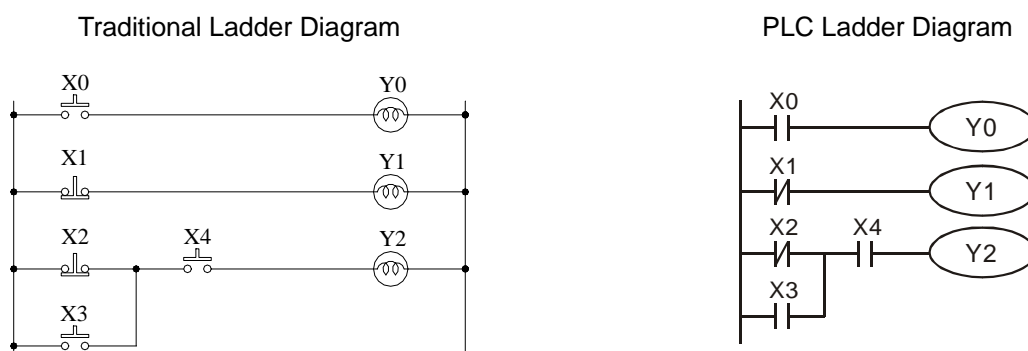 Traditional Ladder Diagram
X0 Y0
X1 Y1
X2 X4 Y2
X3
PLC Ladder Diagram
X0
Y0
X1
Y1
X2 X4
Y2
X3